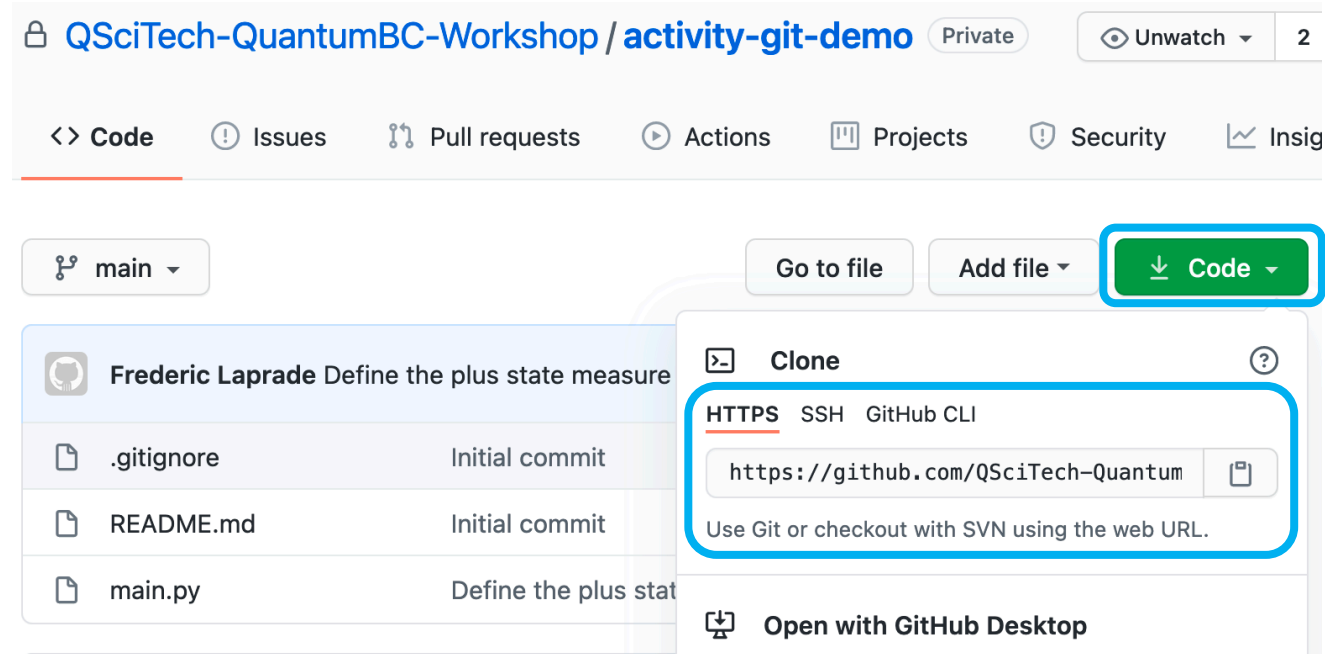 QSciTech-QuantumBC-Workshop / activity-git-demo Private Unwatch 2
Code Issues Pull requests Actions Projects Security Insig
main Go to file Add file Code
Clone
Frederic Laprade Define the plus state measure
HTTPS SSH GitHub CLI
.gitignore Initial commit
https://github.com/QSciTech-Quantum
README.md Initial commit
Use Git or checkout with SVN using the web URL.
main.py Define the plus stat
Open with GitHub Desktop